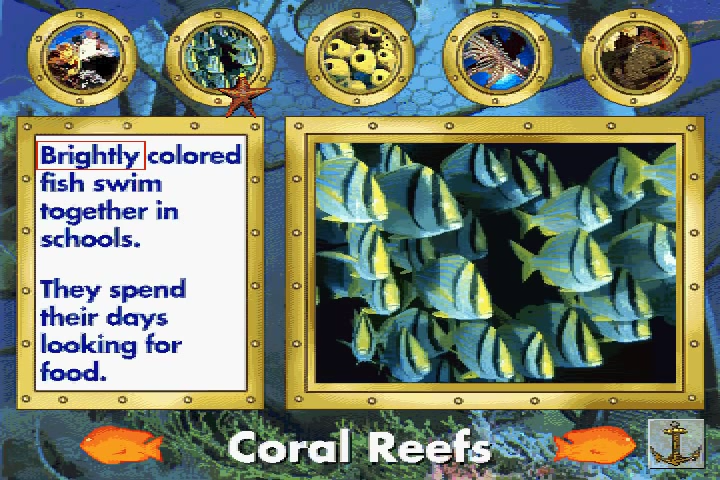 Brightly colored
fish swim
together in
schools.
They spend
their days
looking for
food.
Coral Reefs